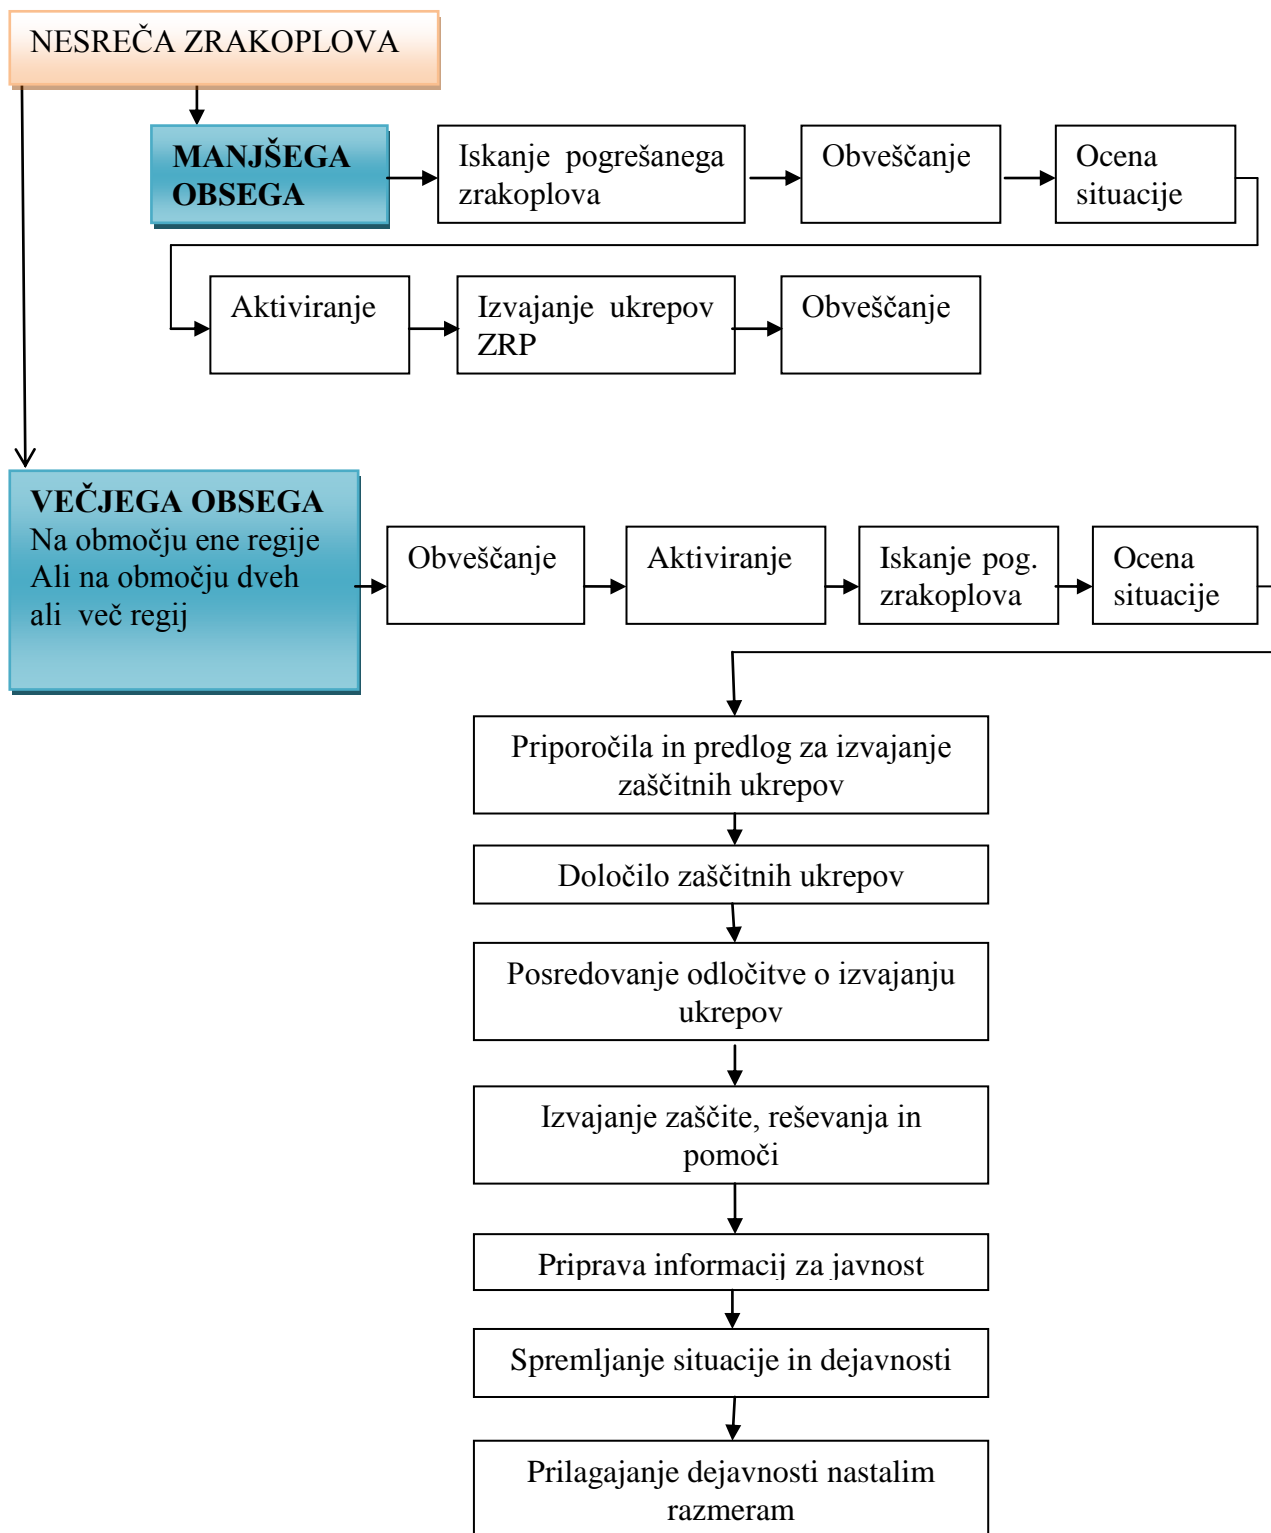 NESREČA ZRAKOPLOVA
MANJŠEGA
OBSEGA
Iskanje pogrešanega
zrakoplova
Obveščanje
Ocena
situacije
Aktiviranje
Izvajanje ukrepov
ZRP
Obveščanje
VEČJEGA OBSEGA
Na območju ene regije
Ali na območju dveh
ali več regij
Obveščanje
Aktiviranje
Iskanje pog.
zrakoplova
Ocena
situacije
Priporočila in predlog za izvajanje
zaščitnih ukrepov
Določilo zaščitnih ukrepov
Posredovanje odločitve o izvajanju
ukrepov
Izvajanje zaščite, reševanja in
pomoči
Priprava informacij za javnost
Spremljanje situacije in dejavnosti
Prilagajanje dejavnosti nastalim
razmeram